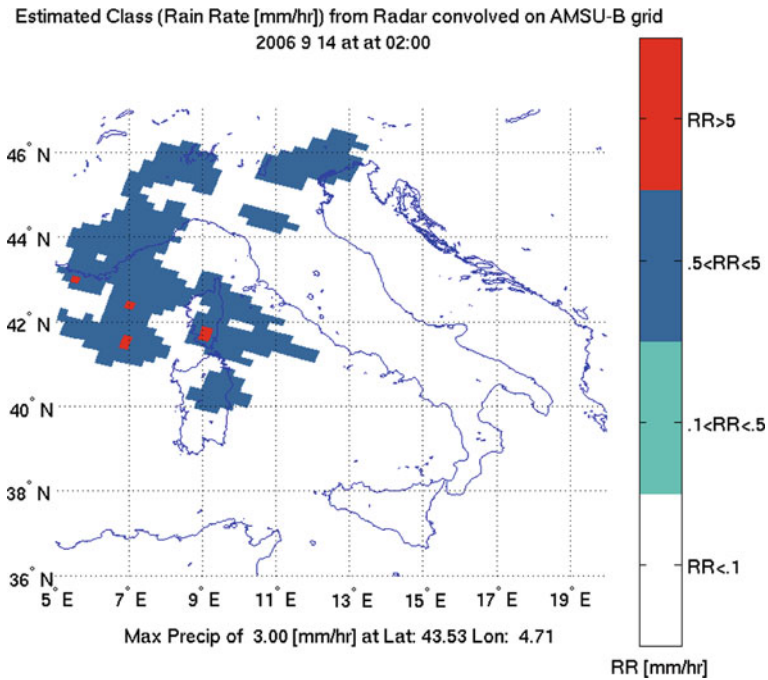 Estimated Class (Rain Rate [mm/hr]) from Radar convolved on AMSU-B grid
2006 9 14 at at 02:00
46° N
44° N
42° N
40° N
38° N
36° N
5° E 7° E 9° E 11° E 13° E 15° E 17° E 19° E
Max Precip of 3.00 [mm/hr] at Lat: 43.53 Lon: 4.71
RR>5
.5<RR<5
.1<RR<.5
RR<.1
RR [mm/hr]